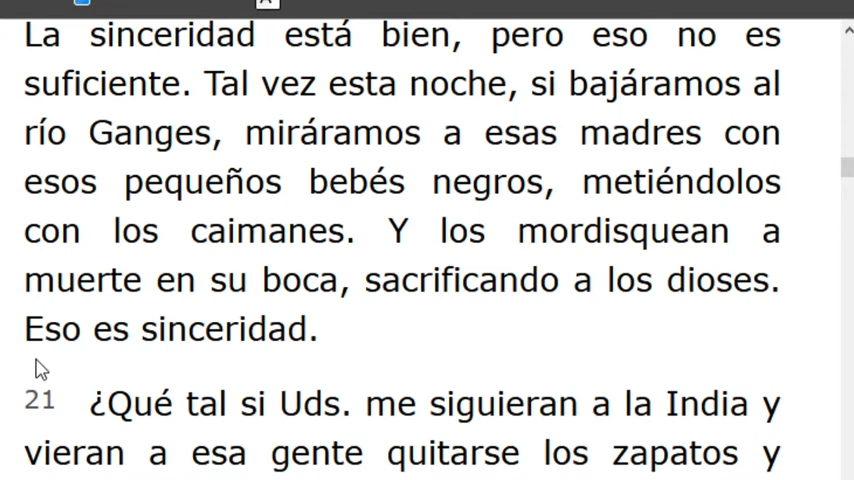 La sinceridad está bien, pero eso no es
suficiente. Tal vez esta noche, si bajáramos al
río Ganges, miráramos a esas madres con
esos pequeños bebés negros, metiéndolos
con los caimanes. Y los mordisquean a
muerte en su boca, sacrificando a los dioses.
Eso es sinceridad.
21 ¿Qué tal si Uds. me siguieran a la India y
vieran a esa gente quitarse los zapatos y